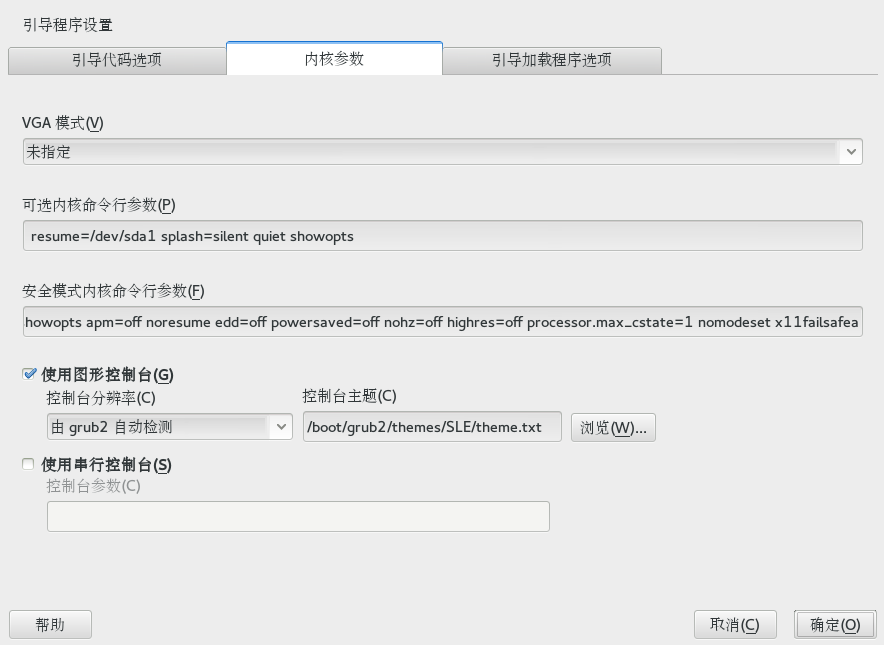 引导程序设置
引导代码选项 内核参数 引导加载程序选项
VGA 模式(V)
未指定
可选内核命令行参数(P)
resume=/dev/sda1 splash=silent quiet showopts
安全模式内核命令行参数(F)
howopts apm=off noresume edd=off powersaved=off nohz=off highres=off processor.max_cstate=1 nomodeset x11failsafea
使用图形控制台(G)
控制台分辨率(C) 控制台主题(C)
由 grub2 自动检测 /boot/grub2/themes/SLE/theme.txt 浏览(W)...
使用串行控制台(S)
控制台参数(C)
帮助 取消(C) 确定(O)